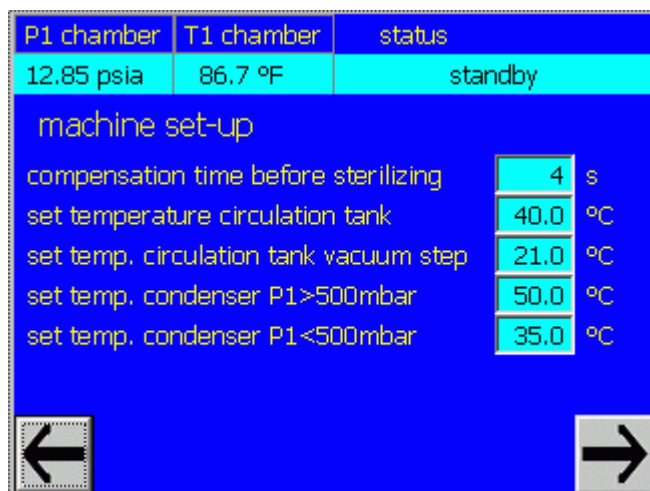 P1 chamber T1 chamber status
12.85 psia 86.7 ºF standby
machine set-up
compensation time before sterilizing 4 s
set temperature circulation tank 40.0 ºC
set temp. circulation tank vacuum step 21.0 ºC
set temp. condenser P1>500mbar 50.0 ºC
set temp. condenser P1<500mbar 35.0 ºC